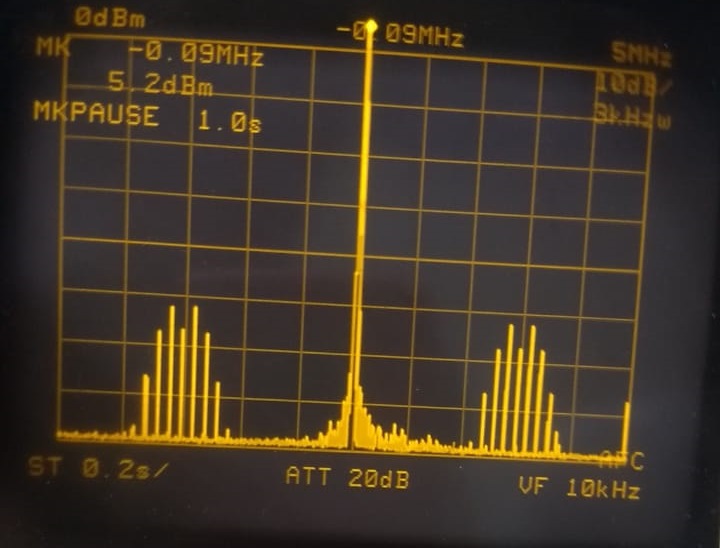 0dBm
-0.09MHz
5MHz
MK -0.09MHz
10dB/
5.2dBm
3kHzw
MKPAUSE 1.0s
AFC
ST 0.2s/
ATT 20dB
VF 10kHz